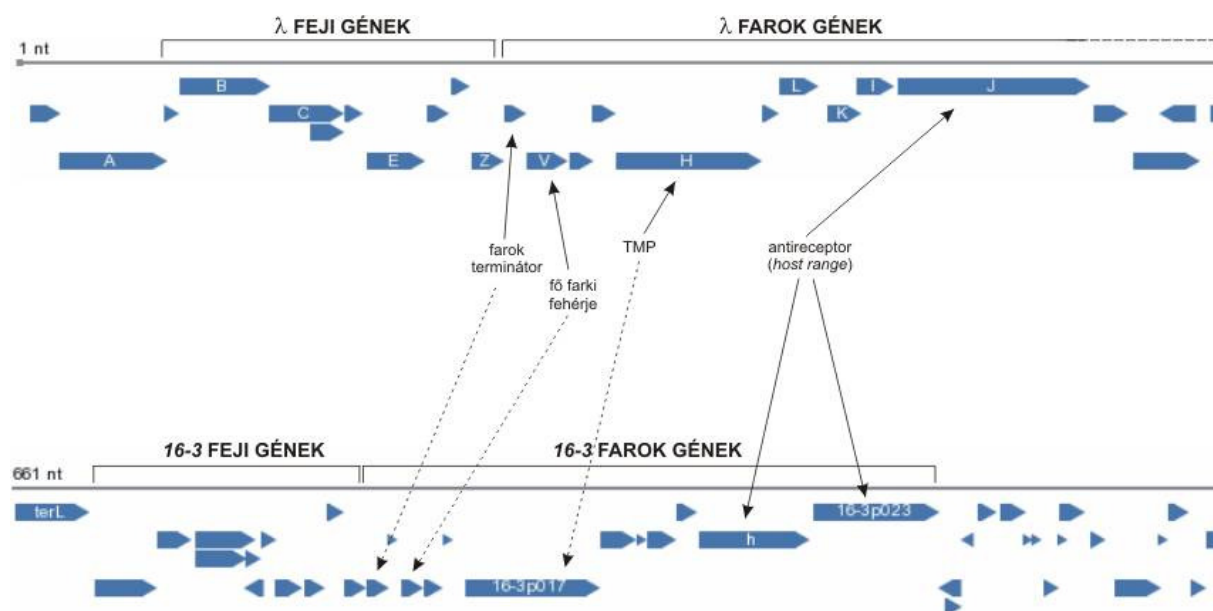 λ FEJI GÉNEK
λ FAROK GÉNEK
1 nt
B
L
I
J
C
K
A
E
Z
V
H
farok
terminátor
fő farki
fehérje
TMP
antireceptor
(host range)
16-3 FEJI GÉNEK
16-3 FAROK GÉNEK
661 nt
terL
16-3p023
h
16-3p017